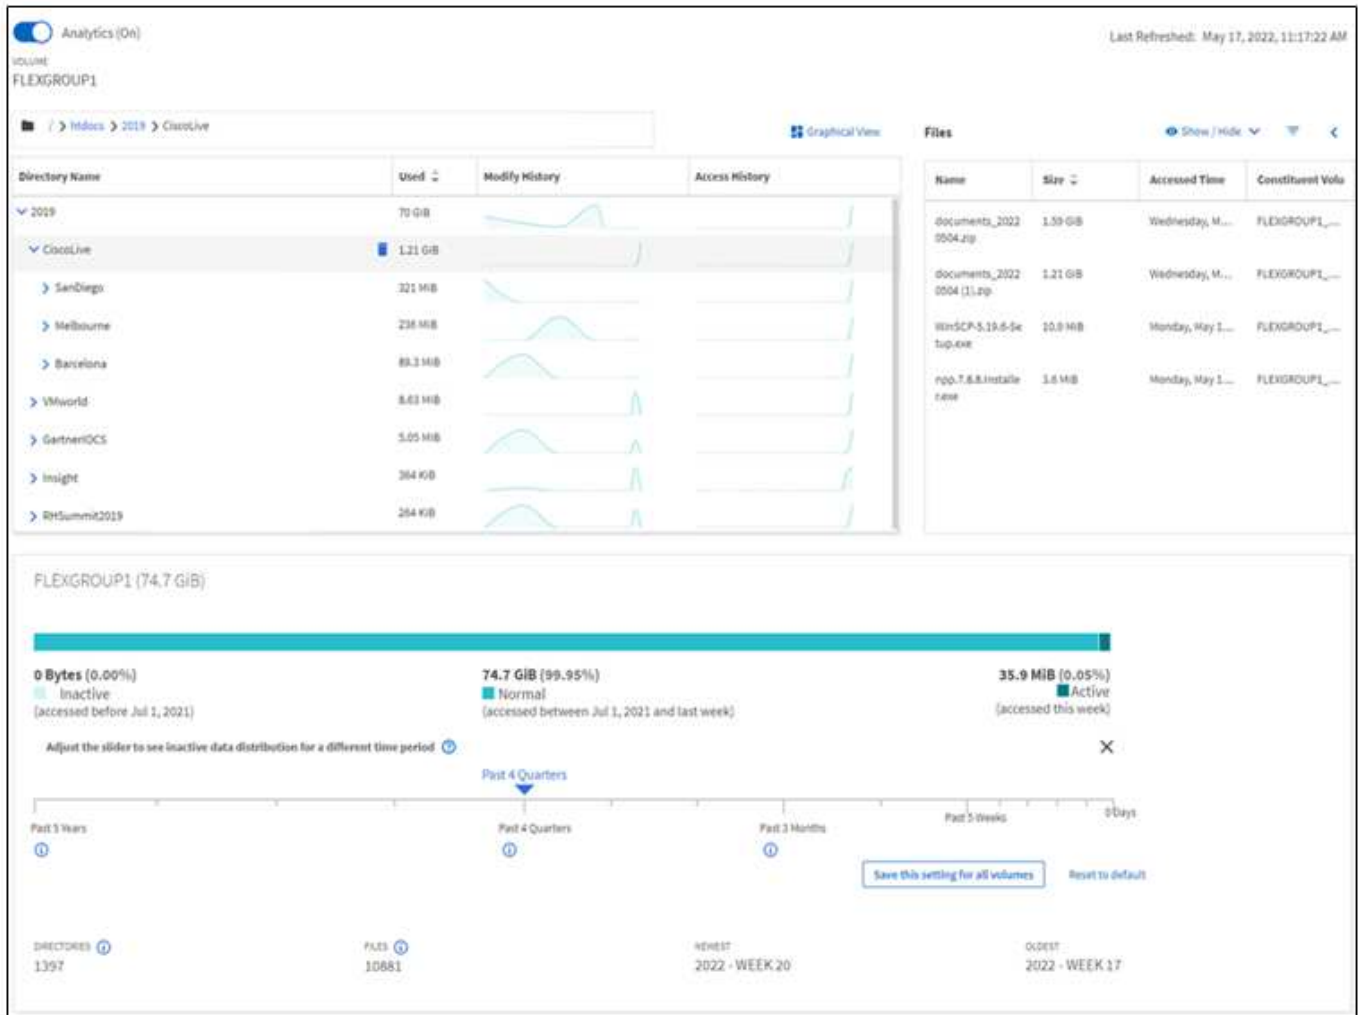 Analytics (On)
Last Refreshed: May 17, 2022, 11:17:22 AM
VOLUME
FLEXGROUP1
/ > htdocs > 2019 > CiscoLive
Graphical View
Files
Show / Hide
Directory Name Used Modify History Access History
Name Size Accessed Time Constituent Volu
2019 70 GiB
CiscoLive 1.21 GiB
SanDiego 321 MiB
Melbourne 236 MiB
Barcelona 89.3 MiB
VMworld 8.63 MiB
GartnerIOCS 5.05 MiB
Insight 364 KiB
RHSummit2019 264 KiB
documents_2022 1.59 GiB Wednesday, M... FLEXGROUP1_...
0504.zip
documents_2022 1.21 GiB Wednesday, M... FLEXGROUP1_...
0504 (1).zip
WinSCP-5.19.6-Se 10.9 MiB Monday, May 1... FLEXGROUP1_...
tup.exe
npp.7.8.8.Installe 3.6 MiB Monday, May 1... FLEXGROUP1_...
r.exe
FLEXGROUP1 (74.7 GiB)
0 Bytes (0.00%) 74.7 GiB (99.95%) 35.9 MiB (0.05%)
Inactive Normal Active
(accessed before Jul 1, 2021) (accessed between Jul 1, 2021 and last week) (accessed this week)
Adjust the slider to see inactive data distribution for a different time period
Past 4 Quarters
Past 5 Years Past 4 Quarters Past 3 Months Past 5 Weeks 0 Days
Save this setting for all volumes Reset to default
DIRECTORIES FILES NEWEST OLDEST
1397 10881 2022 - WEEK 20 2022 - WEEK 17